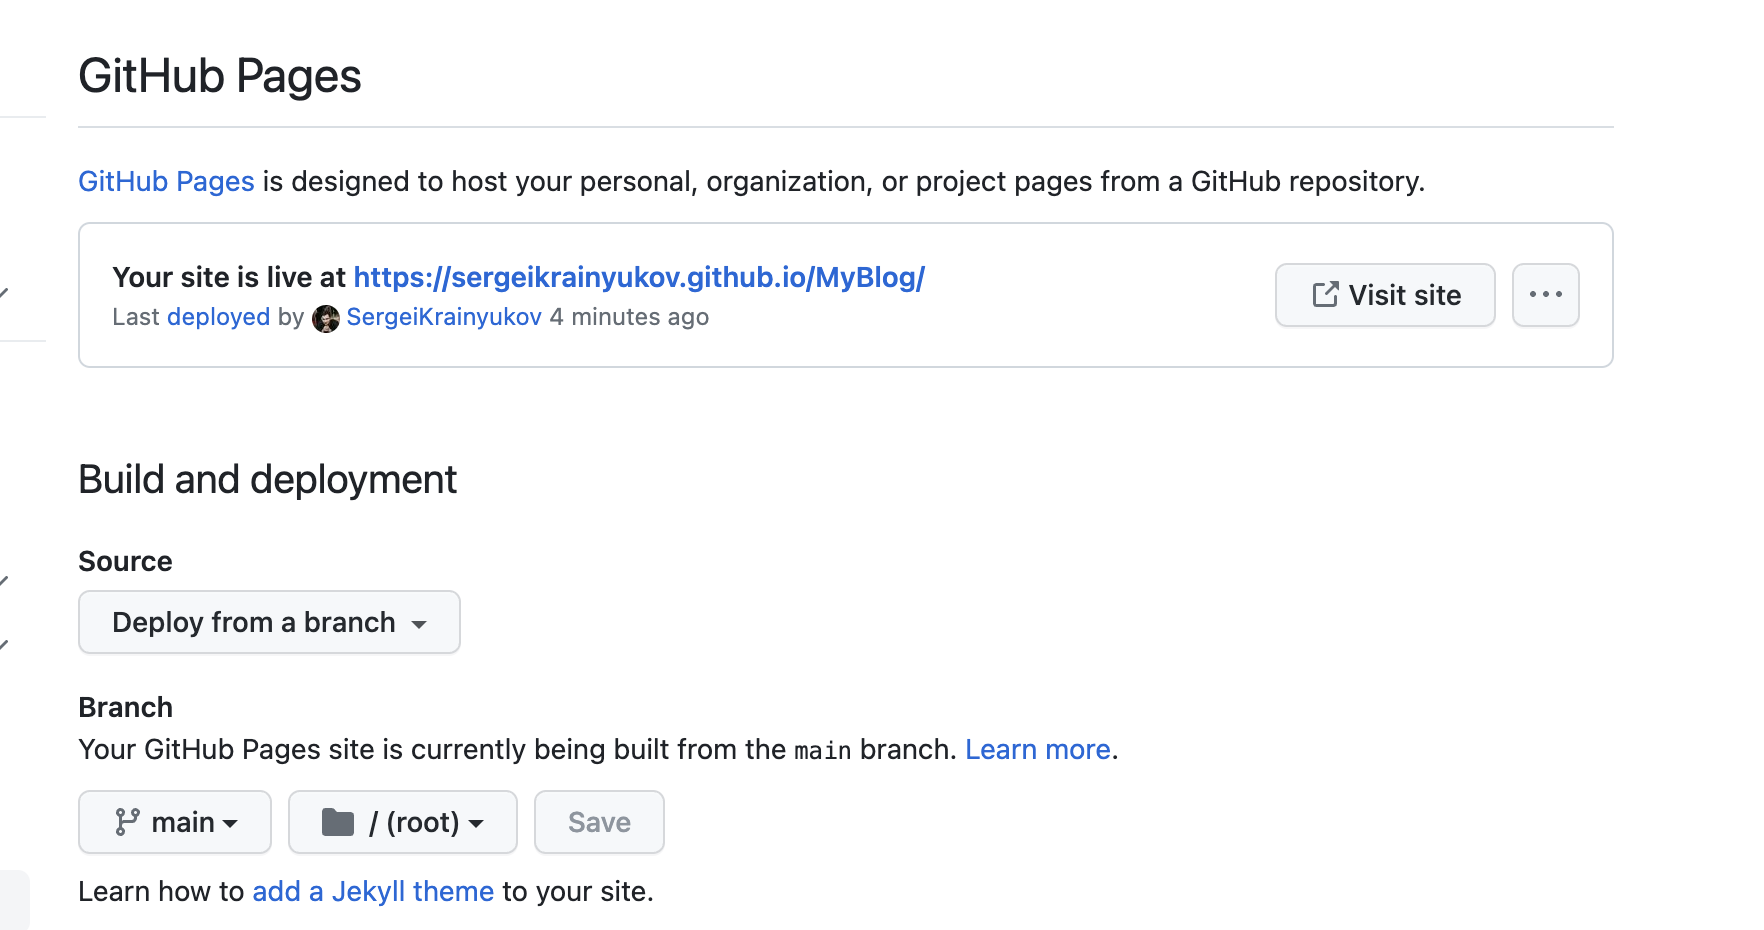 GitHub Pages
GitHub Pages is designed to host your personal, organization, or project pages from a GitHub repository.
Your site is live at https://sergeikrainyukov.github.io/MyBlog/
Last deployed by SergeiKrainyukov 4 minutes ago
Visit site
Build and deployment
Source
Deploy from a branch
Branch
Your GitHub Pages site is currently being built from the main branch. Learn more.
main
/ (root)
Save
Learn how to add a Jekyll theme to your site.